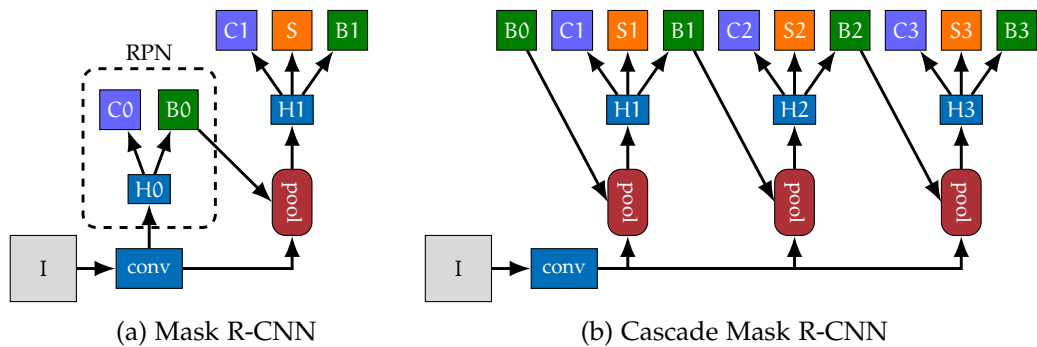 C1 S B1
RPN
C0 B0
H1
H0
pool
I
conv
(a) Mask R-CNN
B0 C1 S1 B1 C2 S2 B2 C3 S3 B3
H1 H2 H3
pool pool pool
I
conv
(b) Cascade Mask R-CNN